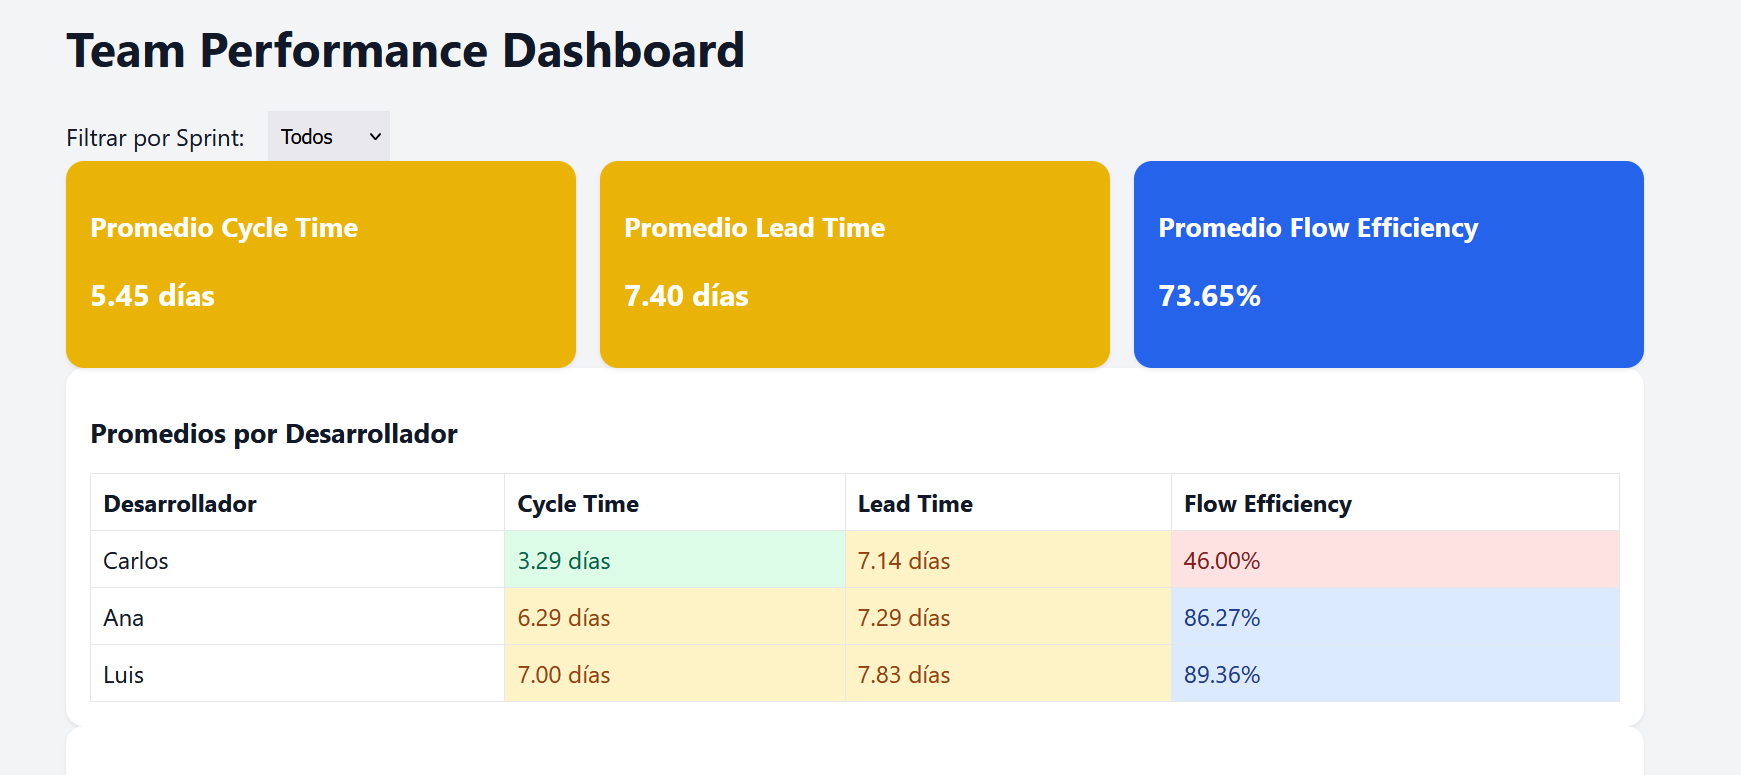 Team Performance Dashboard
Filtrar por Sprint: Todos
Promedio Cycle Time
5.45 días
Promedio Lead Time
7.40 días
Promedio Flow Efficiency
73.65%
Promedios por Desarrollador
Desarrollador Cycle Time Lead Time Flow Efficiency
Carlos 3.29 días 7.14 días 46.00%
Ana 6.29 días 7.29 días 86.27%
Luis 7.00 días 7.83 días 89.36%